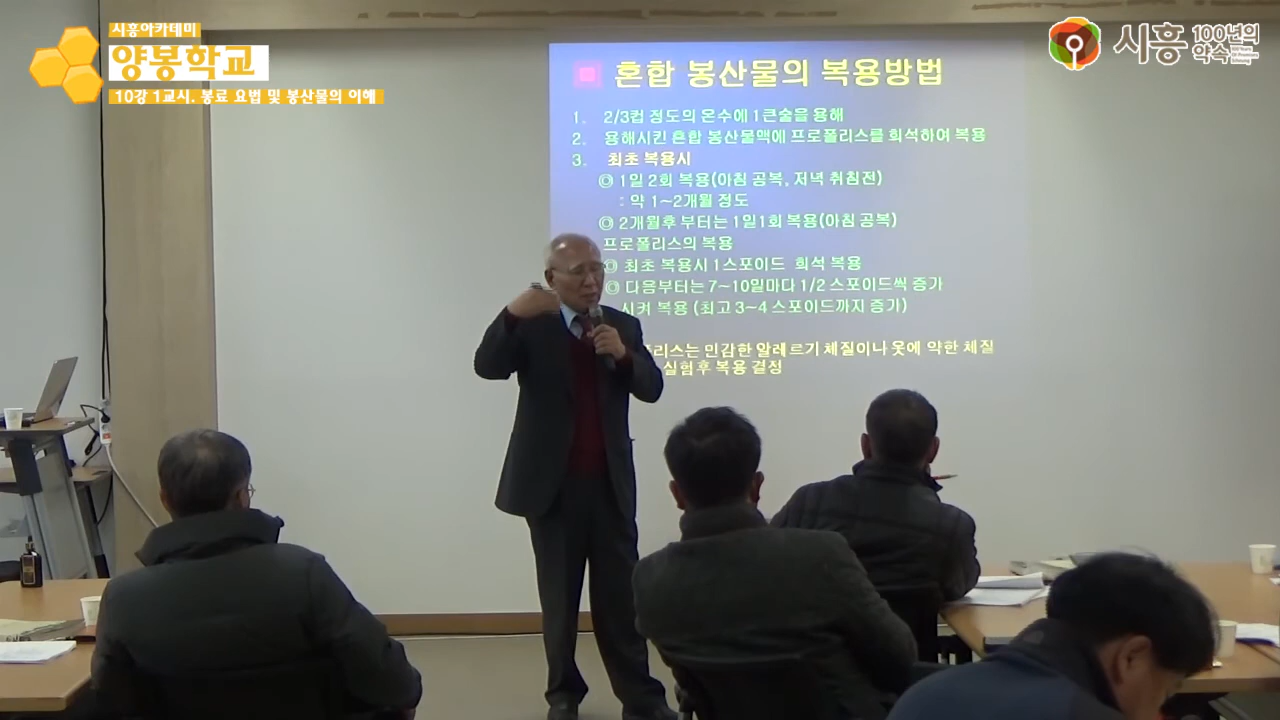 시흥아카데미
양봉학교
10강 1교시. 봉료 요법 및 봉산물의 이해
시흥 100년의 약속
혼합 봉산물의 복용방법
1. 2/3컵 정도의 온수에 1큰술을 용해
2. 용해시킨 혼합 봉산물액에 프로폴리스를 희석하여 복용
3. 최초 복용시
◎ 1일 2회 복용(아침 공복, 저녁 취침전)
: 약 1~2개월 정도
◎ 2개월후 부터는 1일1회 복용(아침 공복)
프로폴리스의 복용
◎ 최초 복용시 1스포이드 희석 복용
◎ 다음부터는 7~10일마다 1/2 스포이드씩 증가
시켜 복용 (최고 3~4 스포이드까지 증가)
폴리스는 민감한 알레르기 체질이나 옻에 약한 체질
실험후 복용 결정